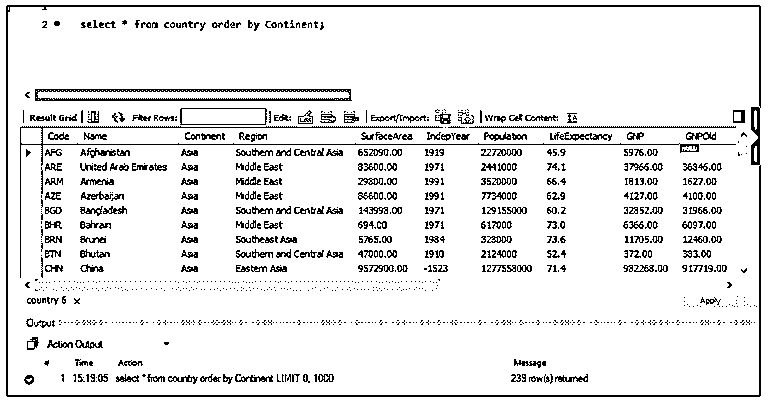 1
2 select * from country order by Continent;
Result Grid Filter Rows: Edit: Export/Import: Wrap Cell Content:
Code Name Continent Region SurfaceArea IndepYear Population LifeExpectancy GNP GNPOld
AFG Afghanistan Asia Southern and Central Asia 652090.00 1919 22720000 45.9 5976.00 NULL
ARE United Arab Emirates Asia Middle East 83600.00 1971 2441000 74.1 37966.00 36846.00
ARM Armenia Asia Middle East 29800.00 1991 3520000 66.4 1813.00 1627.00
AZE Azerbaijan Asia Middle East 86600.00 1991 7734000 62.9 4127.00 4100.00
BGD Bangladesh Asia Southern and Central Asia 143998.00 1971 129155000 60.2 32852.00 31966.00
BHR Bahrain Asia Middle East 694.00 1971 617000 73.0 6366.00 6097.00
BRN Brunei Asia Southeast Asia 5765.00 1984 328000 73.6 11705.00 12460.00
BTN Bhutan Asia Southern and Central Asia 47000.00 1910 2124000 52.4 372.00 383.00
CHN China Asia Eastern Asia 9572900.00 -1523 1277558000 71.4 982268.00 917719.00
country 6 x
Apply
Output
Action Output
# Time Action Message
1 15:19:05 select * from country order by Continent LIMIT 0, 1000 239 row(s) returned